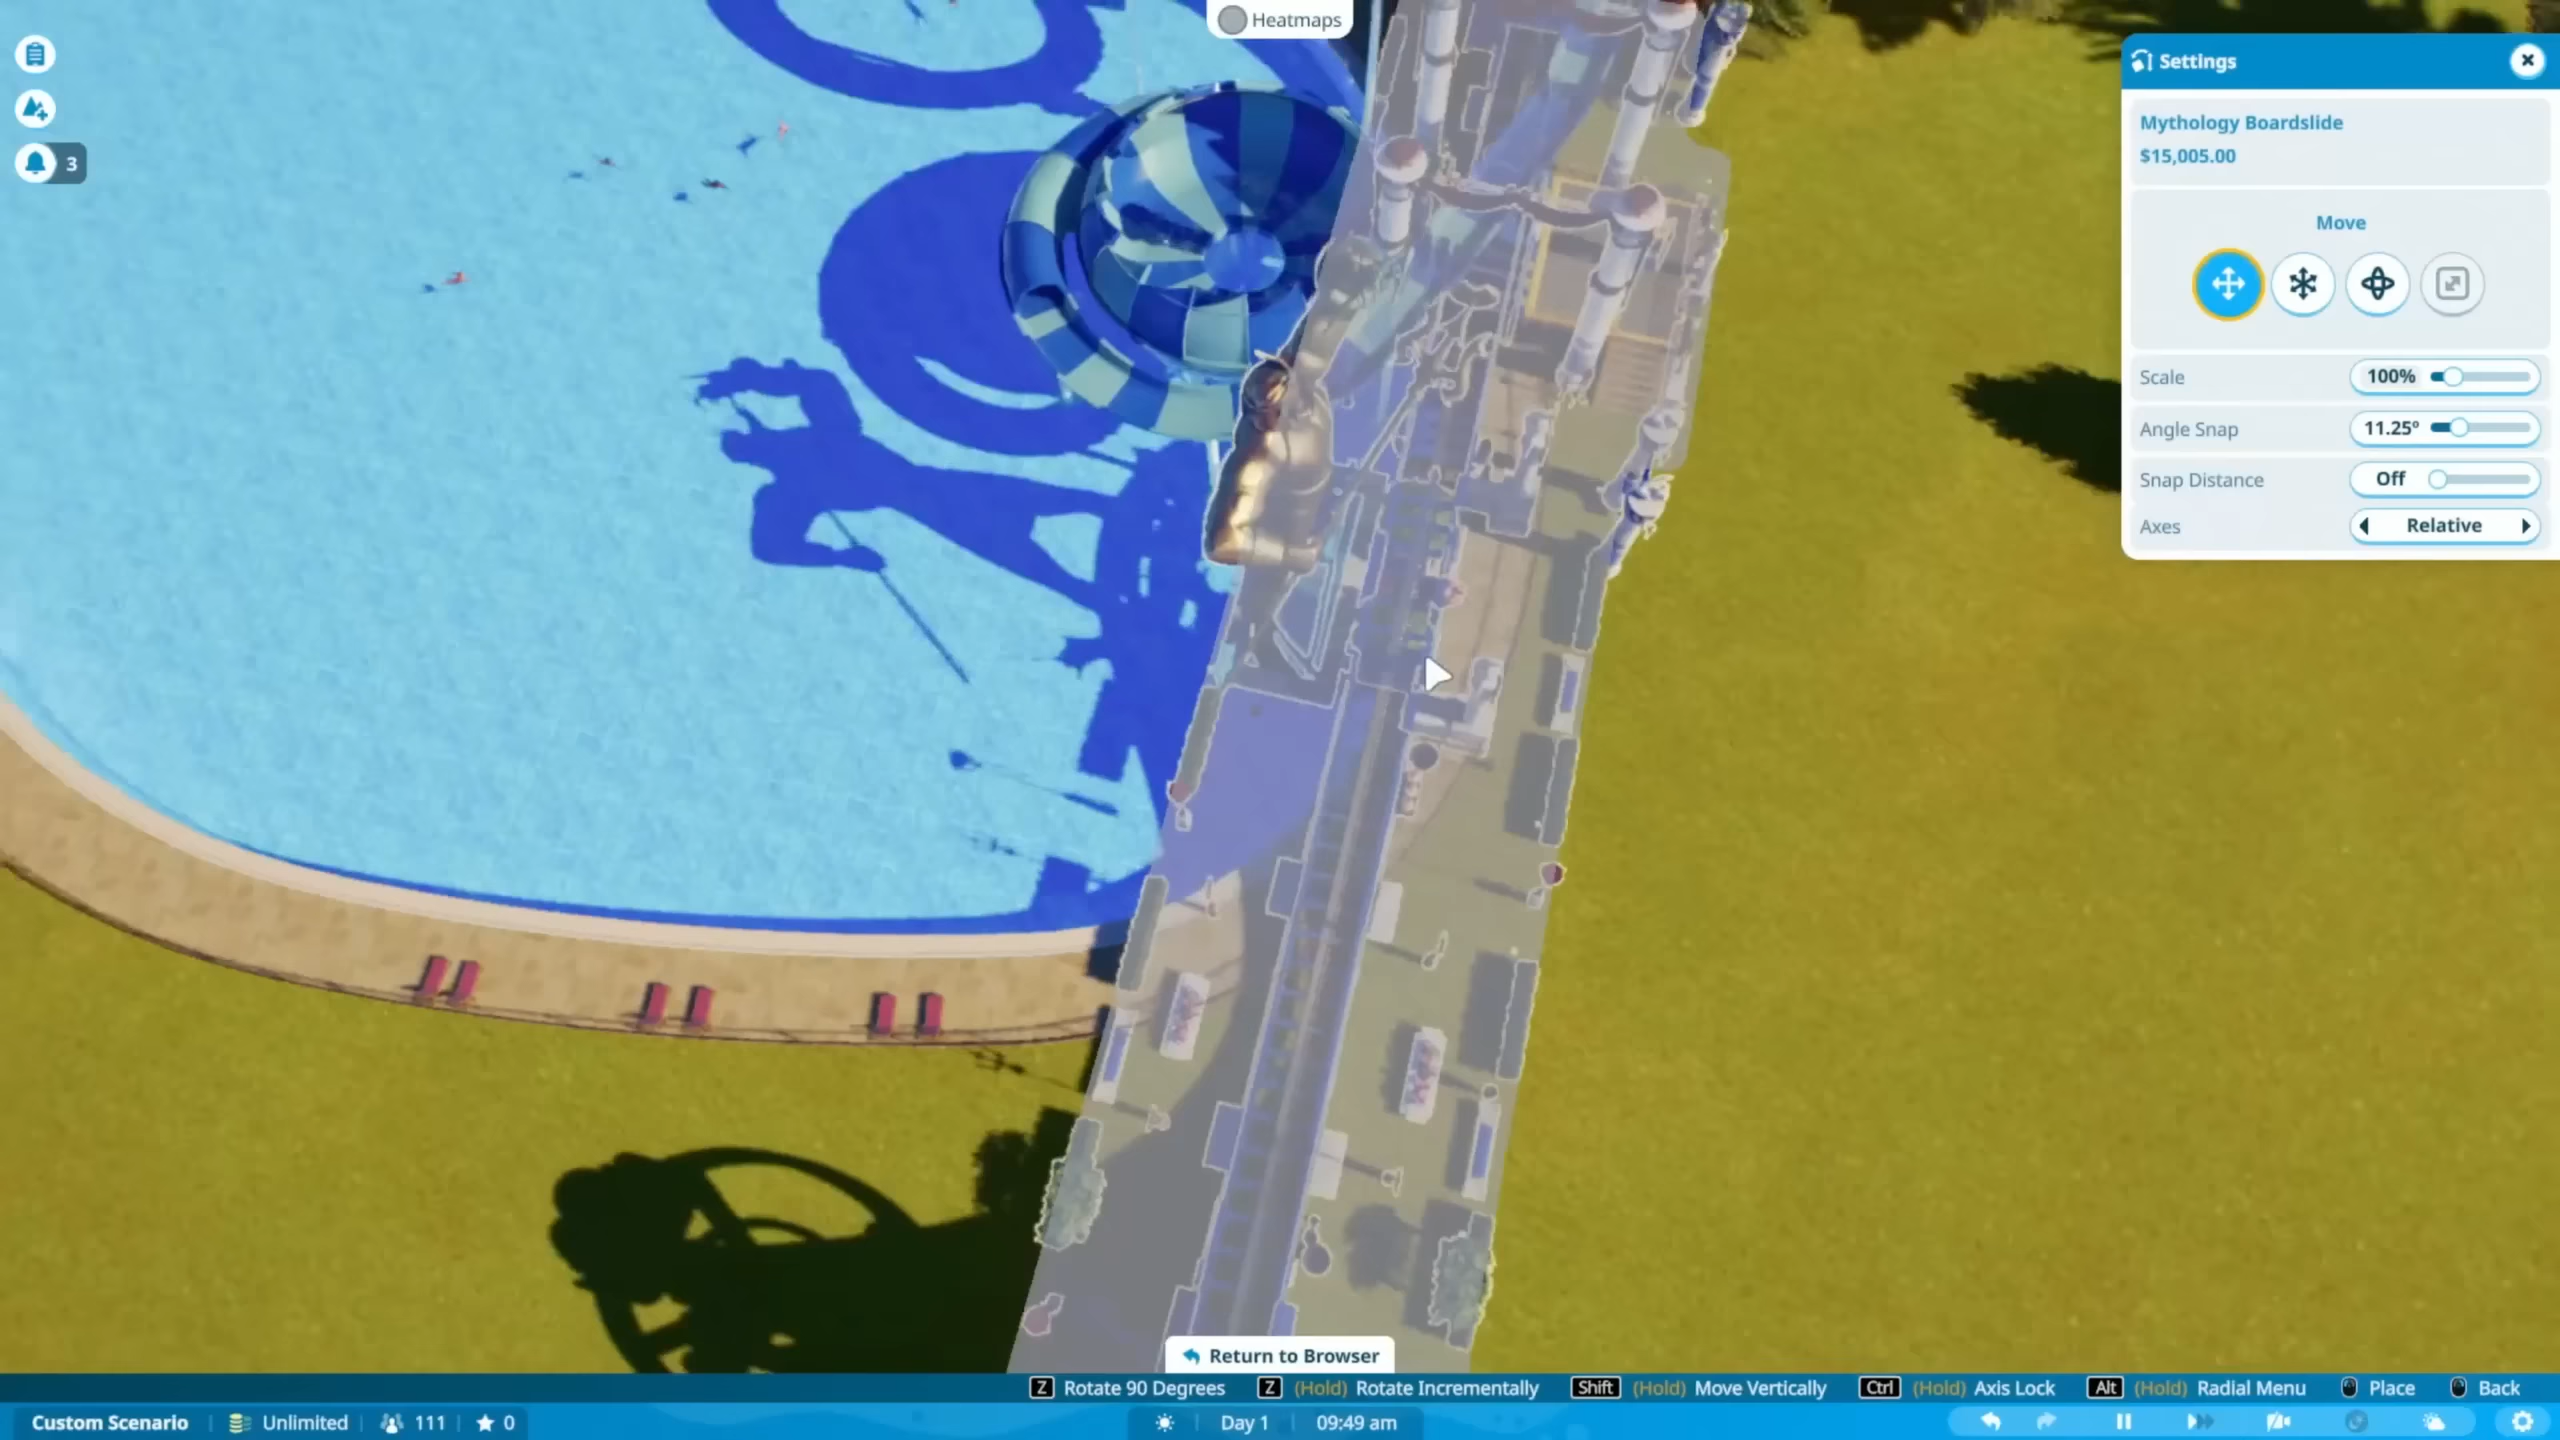 Heatmaps
3
Settings
Mythology Boardslide
$15,005.00
Move
Scale 100%
Angle Snap 11.25°
Snap Distance Off
Axes Relative
Return to Browser
Z Rotate 90 Degrees Z (Hold) Rotate Incrementally Shift (Hold) Move Vertically Ctrl (Hold) Axis Lock Alt (Hold) Radial Menu Place Back
Custom Scenario Unlimited 111 0 Day 1 09:49 am